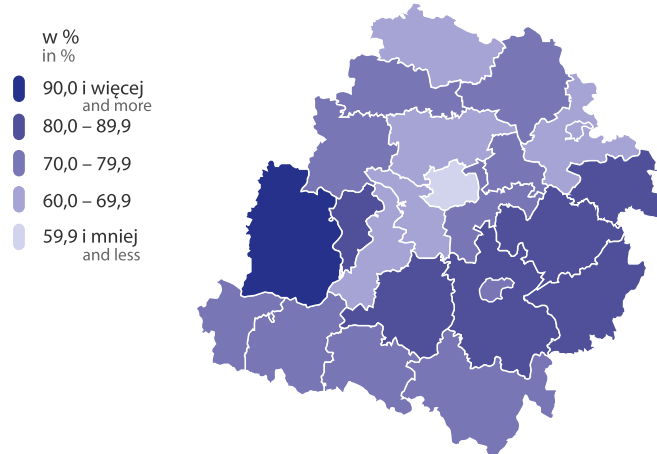 w %
in %
90,0 i więcej
and more
80,0 – 89,9
70,0 – 79,9
60,0 – 69,9
59,9 i mniej
and less